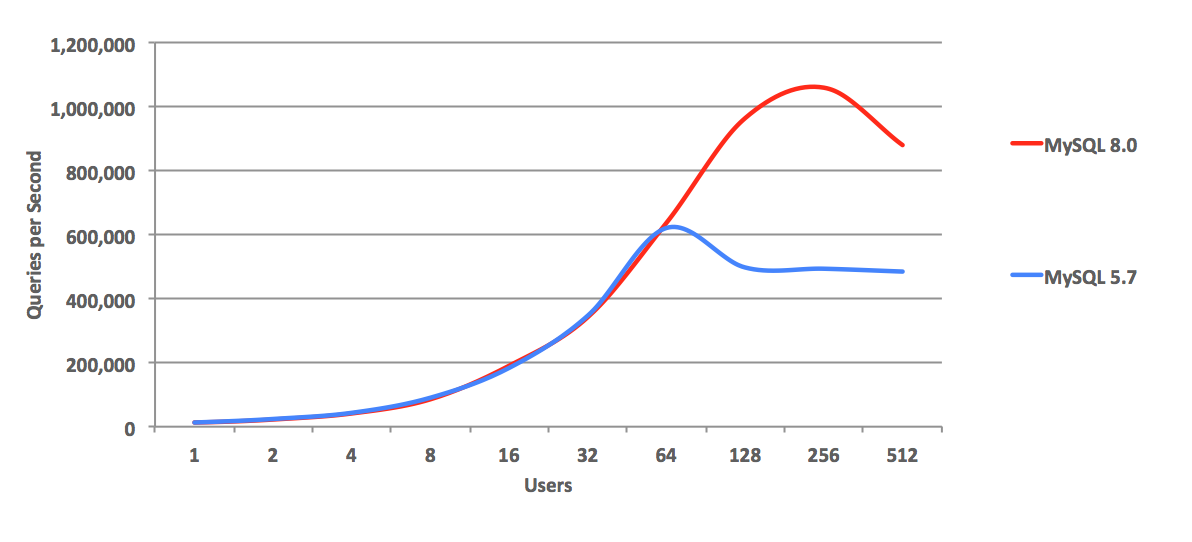 1,200,000
1,000,000
800,000
600,000
400,000
200,000
0
Queries per Second
1 2 4 8 16 32 64 128 256 512
Users
MySQL 8.0
MySQL 5.7